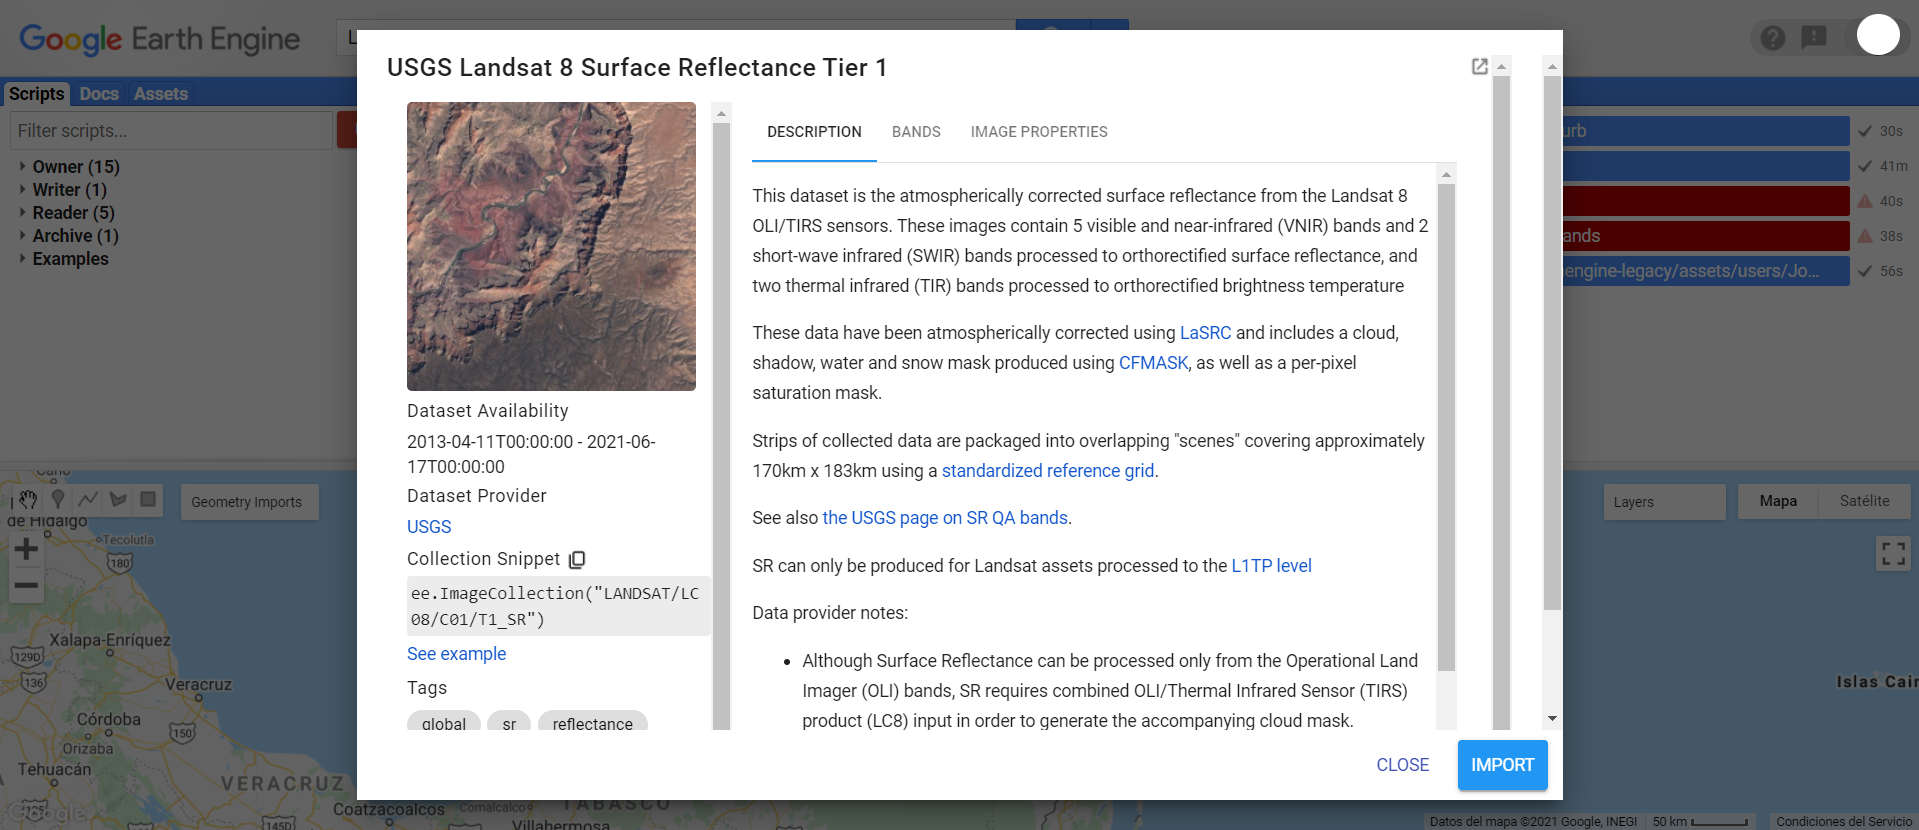 Google Earth Engine
L
Scripts Docs Assets
Filter scripts...
Owner (15)
Writer (1)
Reader (5)
Archive (1)
Examples
USGS Landsat 8 Surface Reflectance Tier 1
Dataset Availability
2013-04-11T00:00:00 - 2021-06-
17T00:00:00
Dataset Provider
USGS
Collection Snippet
ee.ImageCollection("LANDSAT/LC
08/C01/T1_SR")
See example
Tags
global sr reflectance
DESCRIPTION BANDS IMAGE PROPERTIES
This dataset is the atmospherically corrected surface reflectance from the Landsat 8
OLI/TIRS sensors. These images contain 5 visible and near-infrared (VNIR) bands and 2
short-wave infrared (SWIR) bands processed to orthorectified surface reflectance, and
two thermal infrared (TIR) bands processed to orthorectified brightness temperature
These data have been atmospherically corrected using LaSRC and includes a cloud,
shadow, water and snow mask produced using CFMASK, as well as a per-pixel
saturation mask.
Strips of collected data are packaged into overlapping "scenes" covering approximately
170km x 183km using a standardized reference grid.
See also the USGS page on SR QA bands.
SR can only be produced for Landsat assets processed to the L1TP level
Data provider notes:
• Although Surface Reflectance can be processed only from the Operational Land
Imager (OLI) bands, SR requires combined OLI/Thermal Infrared Sensor (TIRS)
product (LC8) input in order to generate the accompanying cloud mask.
CLOSE IMPORT
urb 30s
41m
40s
ands 38s
engine-legacy/assets/users/Jo... 56s
Geometry Imports
Layers
Mapa Satélite
Cano
de Hidalgo
Tecolutla
180
Xalapa-Enríquez
129D
136
Veracruz
Córdoba
150
Orizaba
Tehuacán
VERACRUZ
125
Google
Coatzacoalcos
Comalcalco
TABASCO
145D
Villahermosa
Islas Cair
Datos del mapa ©2021 Google, INEGI 50 km Condiciones del Servicio